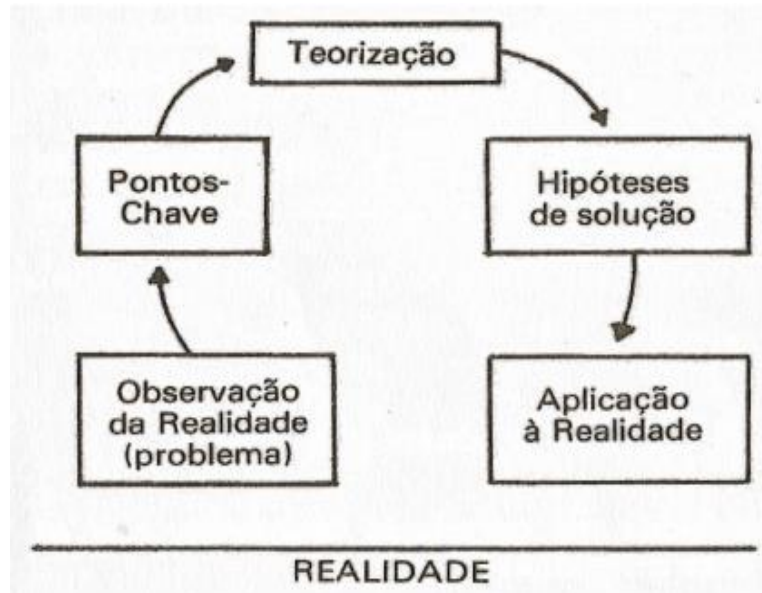 Teorização
Pontos-
Chave
Hipóteses
de solução
Observação
da Realidade
(problema)
Aplicação
à Realidade
REALIDADE